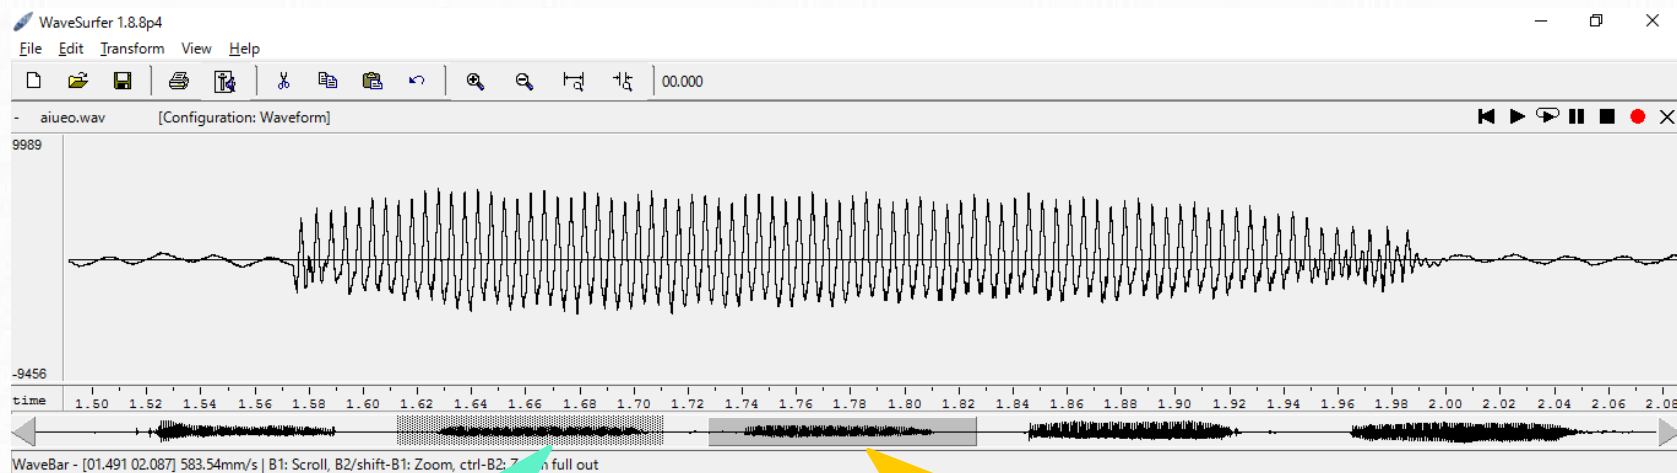 WaveSurfer 1.8.8p4
File Edit Transform View Help
00.000
- aiueo.wav [Configuration: Waveform]
9989
-9456
time 1.50 1.52 1.54 1.56 1.58 1.60 1.62 1.64 1.66 1.68 1.70 1.72 1.74 1.76 1.78 1.80 1.82 1.84 1.86 1.88 1.90 1.92 1.94 1.96 1.98 2.00 2.02 2.04 2.06 2.08
WaveBar - [01.491 02.087] 583.54mm/s | B1: Scroll, B2/shift-B1: Zoom, ctrl-B2: full out